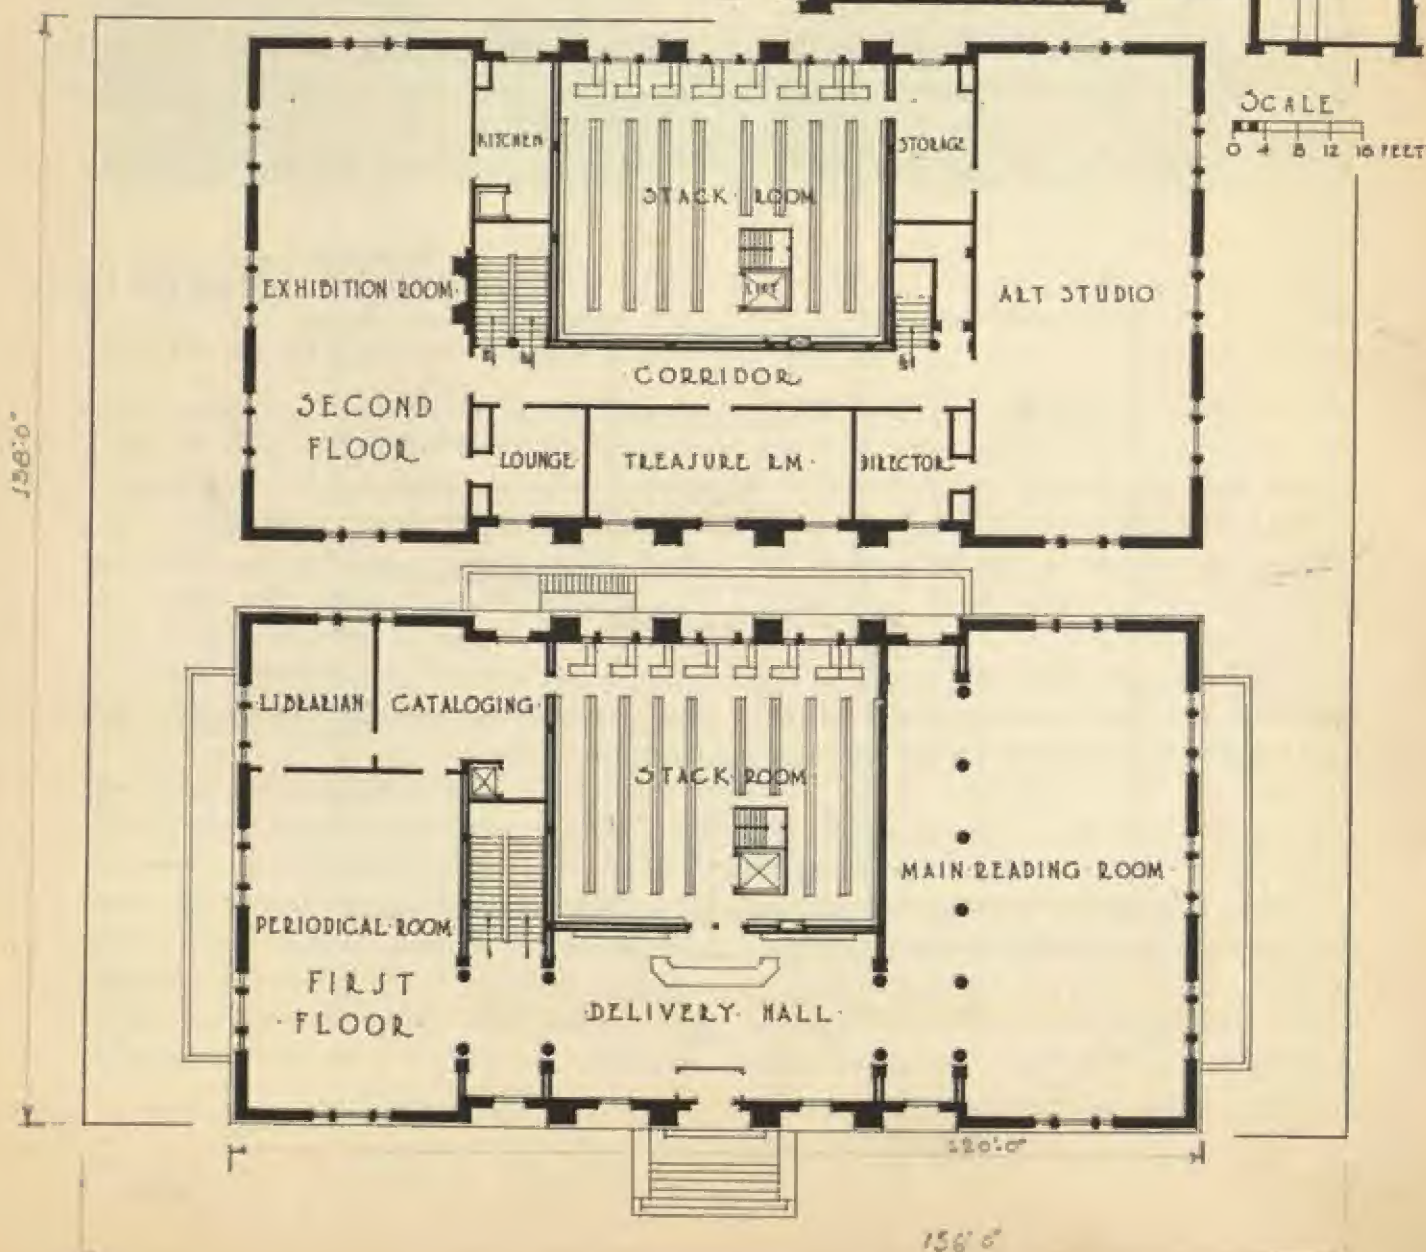 SCALE
0 4 8 12 16 FEET
KITCHEN
STORAGE
STACK ROOM
LIFT
EXHIBITION ROOM
ART STUDIO
CORRIDOR
SECOND
FLOOR
LOUNGE
TREASURE RM.
DIRECTOR
138'0"
LIBRARIAN
CATALOGING
STACK ROOM
MAIN READING ROOM
PERIODICAL ROOM
FIRST
FLOOR
DELIVERY HALL
120'0"
156'0"